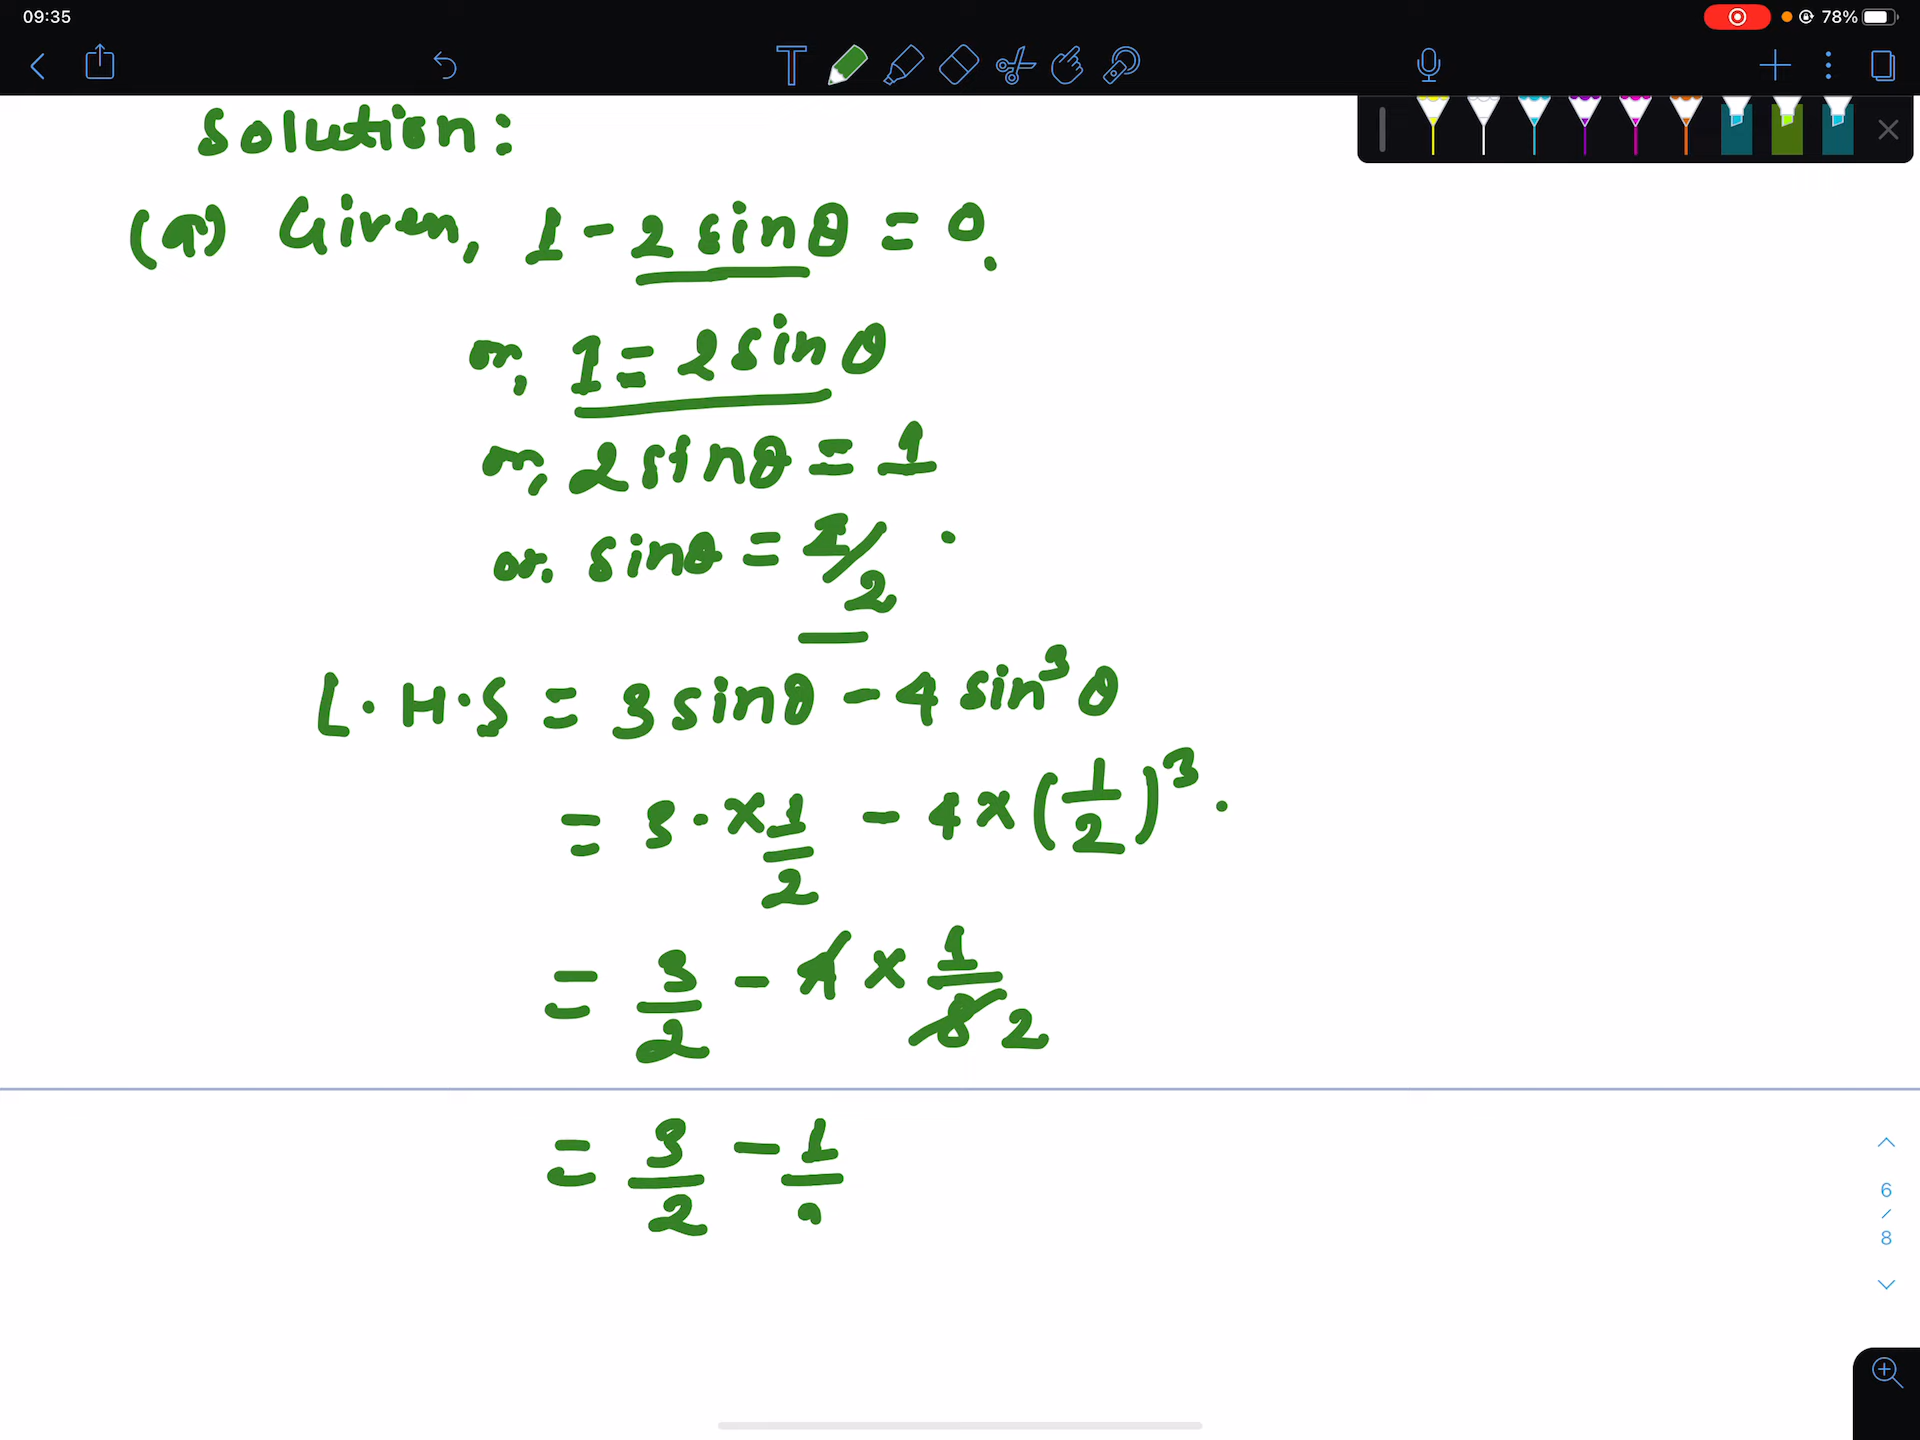 09:35
78%
T
Solution:
(a) Given, 1 - 2 sinθ = 0.
or, 1 = 2 sinθ
or, 2 sinθ = 1
or, sinθ = 1/2 .
L.H.S = 3 sinθ - 4 sin³θ
= 3 · × 1/2 - 4 × (1/2)³ .
= 3/2 - 4 × 1/8 2
= 3/2 - 1/
6
/
8